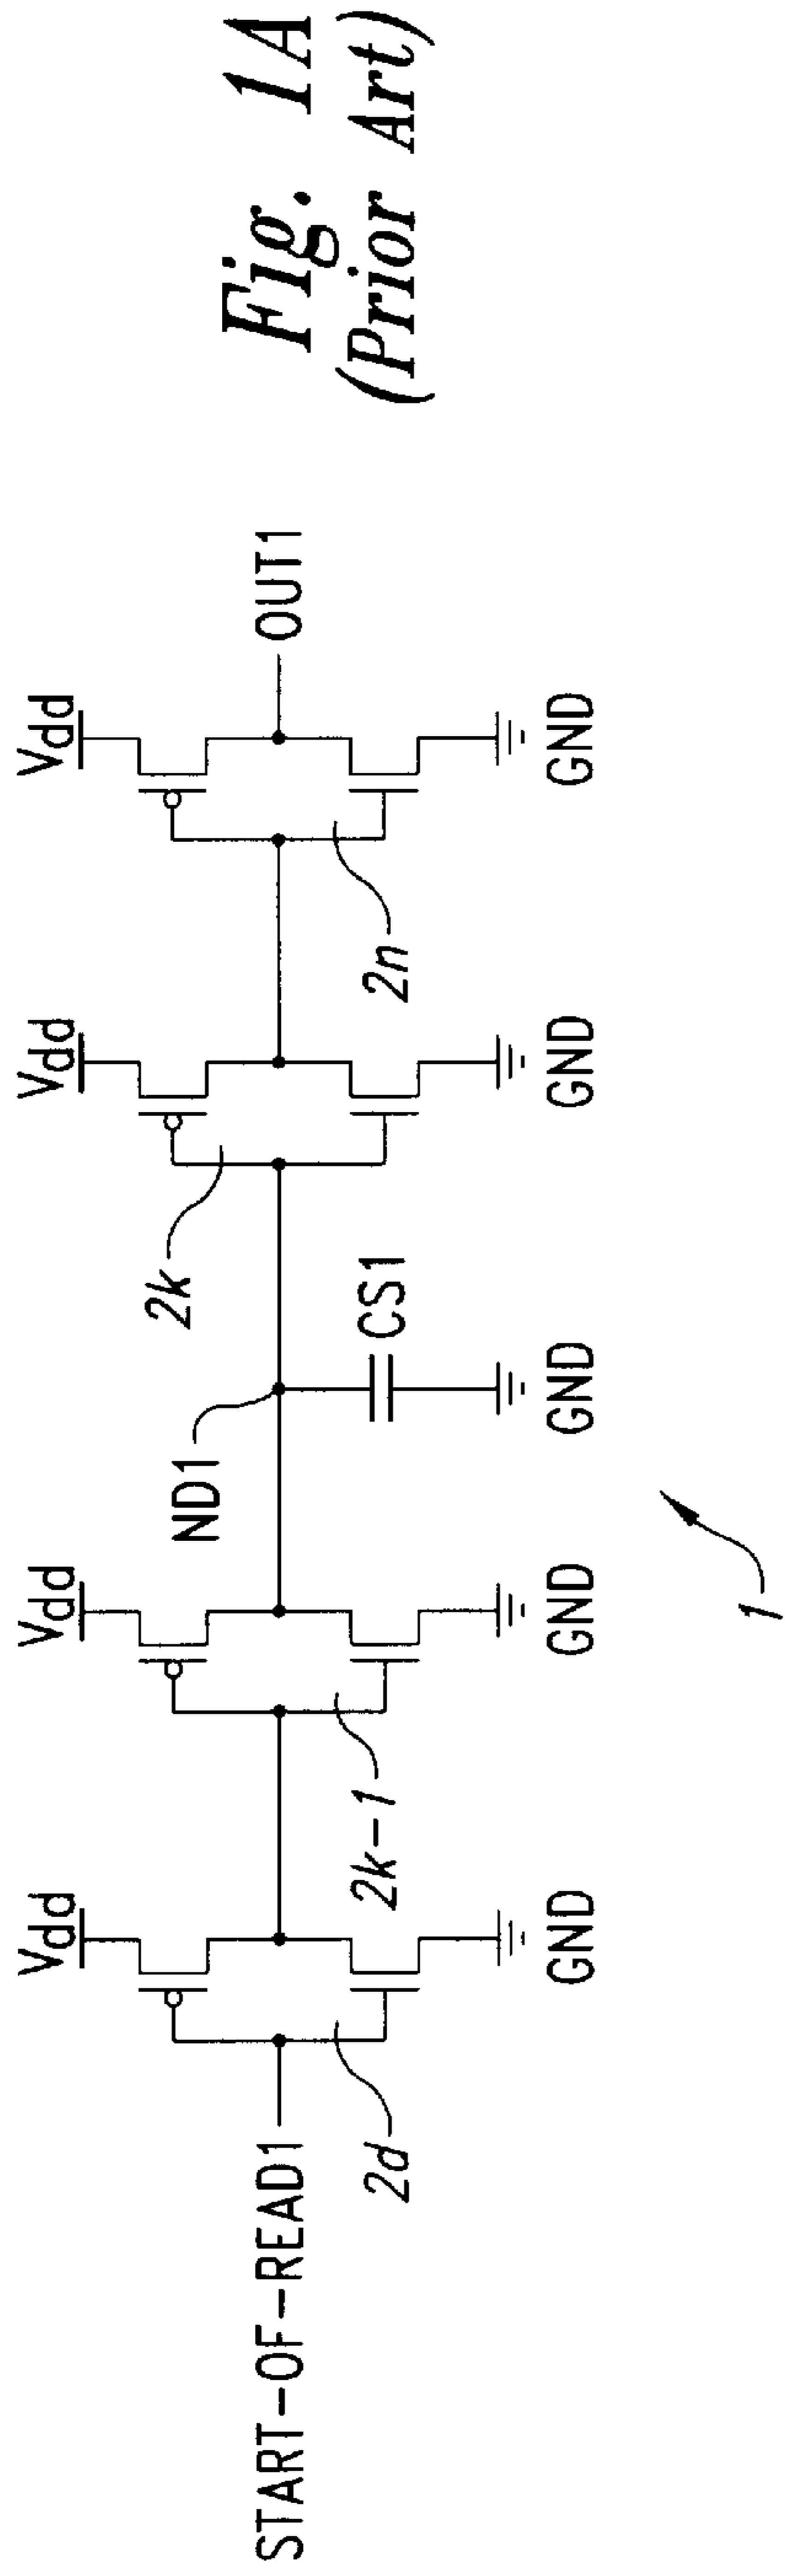 Vdd
Vdd
Vdd
Vdd
2k
ND1
START-OF-READ1
OUT1
2d
2k-1
CS1
2n
GND
GND
GND
GND
GND
1
Fig. 1A
(Prior Art)